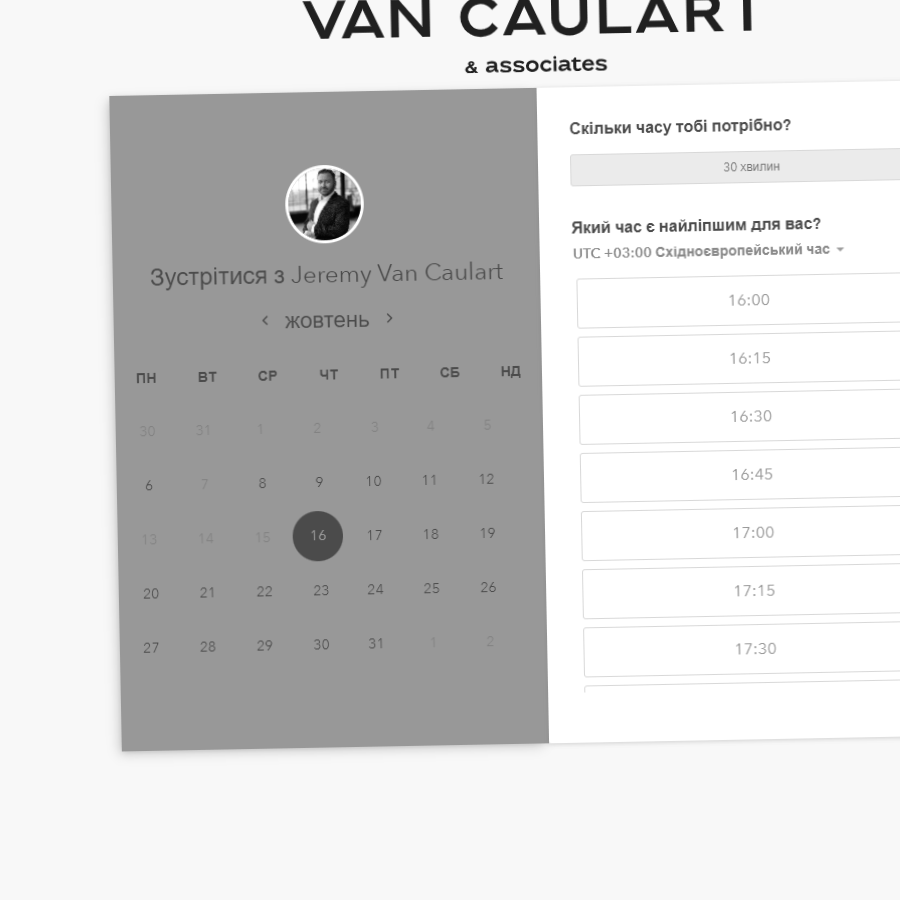 VAN CAULART
& associates
Зустрітися з Jeremy Van Caulart
жовтень
ПН ВТ СР ЧТ ПТ СБ НД
30 31 1 2 3 4 5
6 7 8 9 10 11 12
13 14 15 16 17 18 19
20 21 22 23 24 25 26
27 28 29 30 31 1 2
Скільки часу тобі потрібно?
30 хвилин
Який час є найліпшим для вас?
UTC +03:00 Східноєвропейський час
16:00
16:15
16:30
16:45
17:00
17:15
17:30